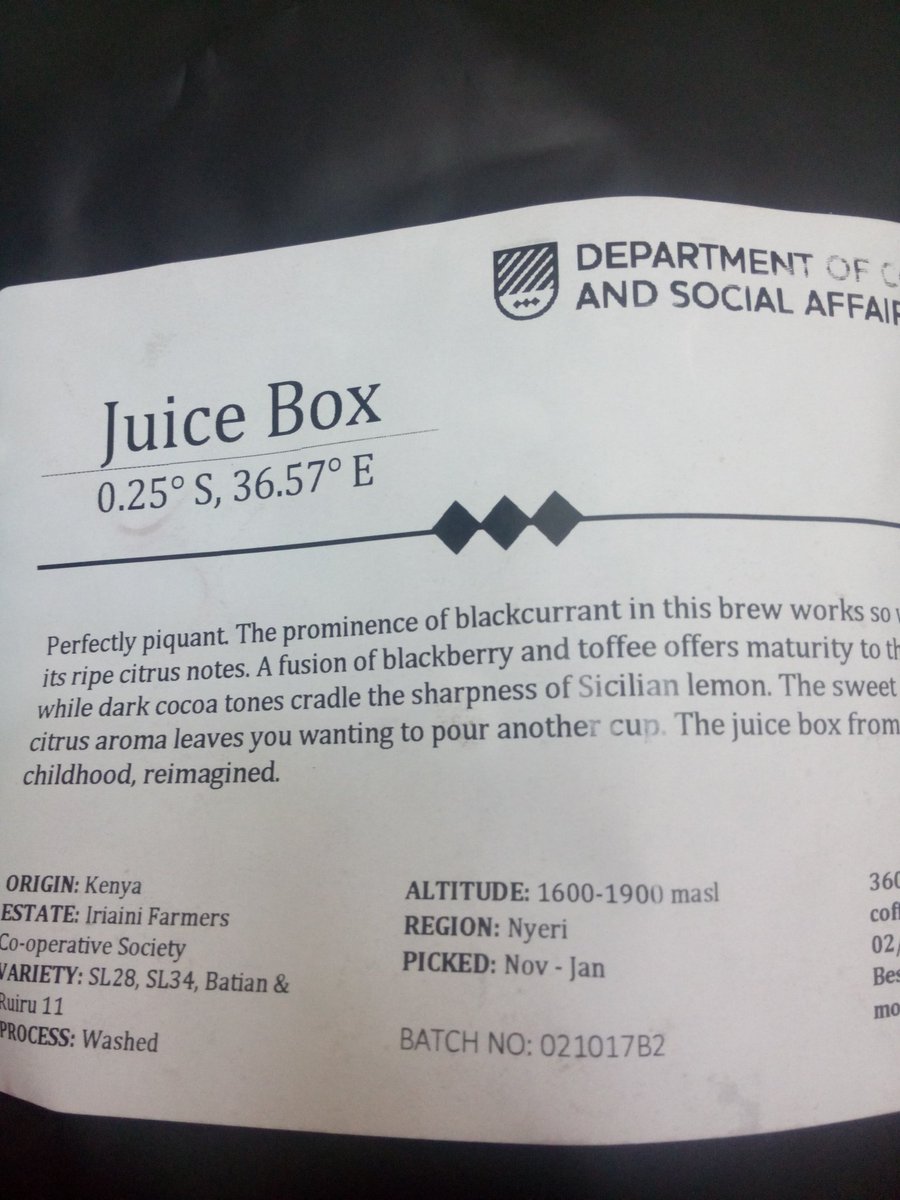 DEPARTMENT OF
AND SOCIAL
Juice Box
0.25° S, 36.57° E
Perfectly piquant. The prominence of blackcurrant in this brew works so
its ripe citrus notes. A fusion of blackberry and toffee offers maturity to
while dark cocoa tones cradle the sharpness of Sicilian lemon. The sweet
citrus aroma leaves you wanting to pour another cup. The juice box from
childhood, reimagined.
ORIGIN: Kenya
ESTATE: Iriaini Farmers
Co-operative Society
VARIETY: SL28, SL34, Batian &
Ruiru 11
PROCESS: Washed
ALTITUDE: 1600-1900 masl
REGION: Nyeri
PICKED: Nov - Jan
BATCH NO: 021017B2